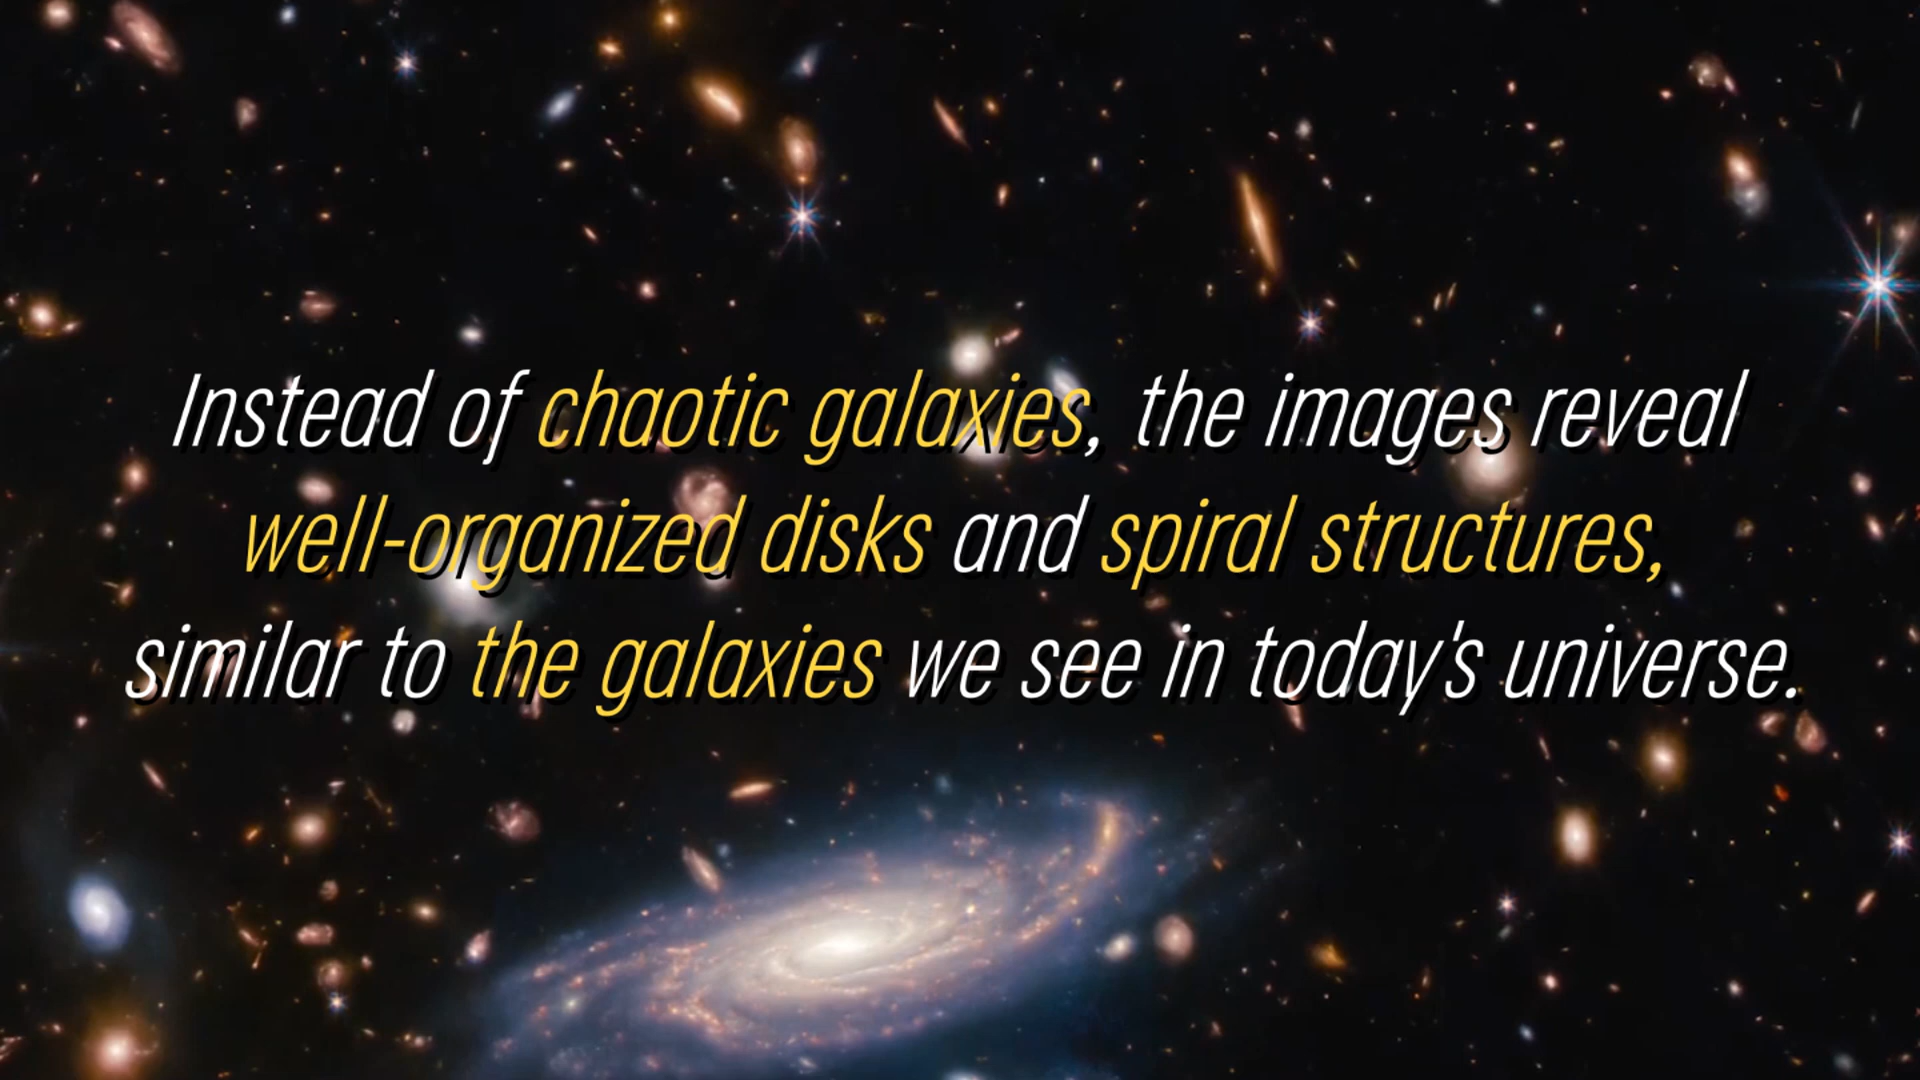 Instead of chaotic galaxies, the images reveal
well-organized disks and spiral structures,
similar to the galaxies we see in today's universe.